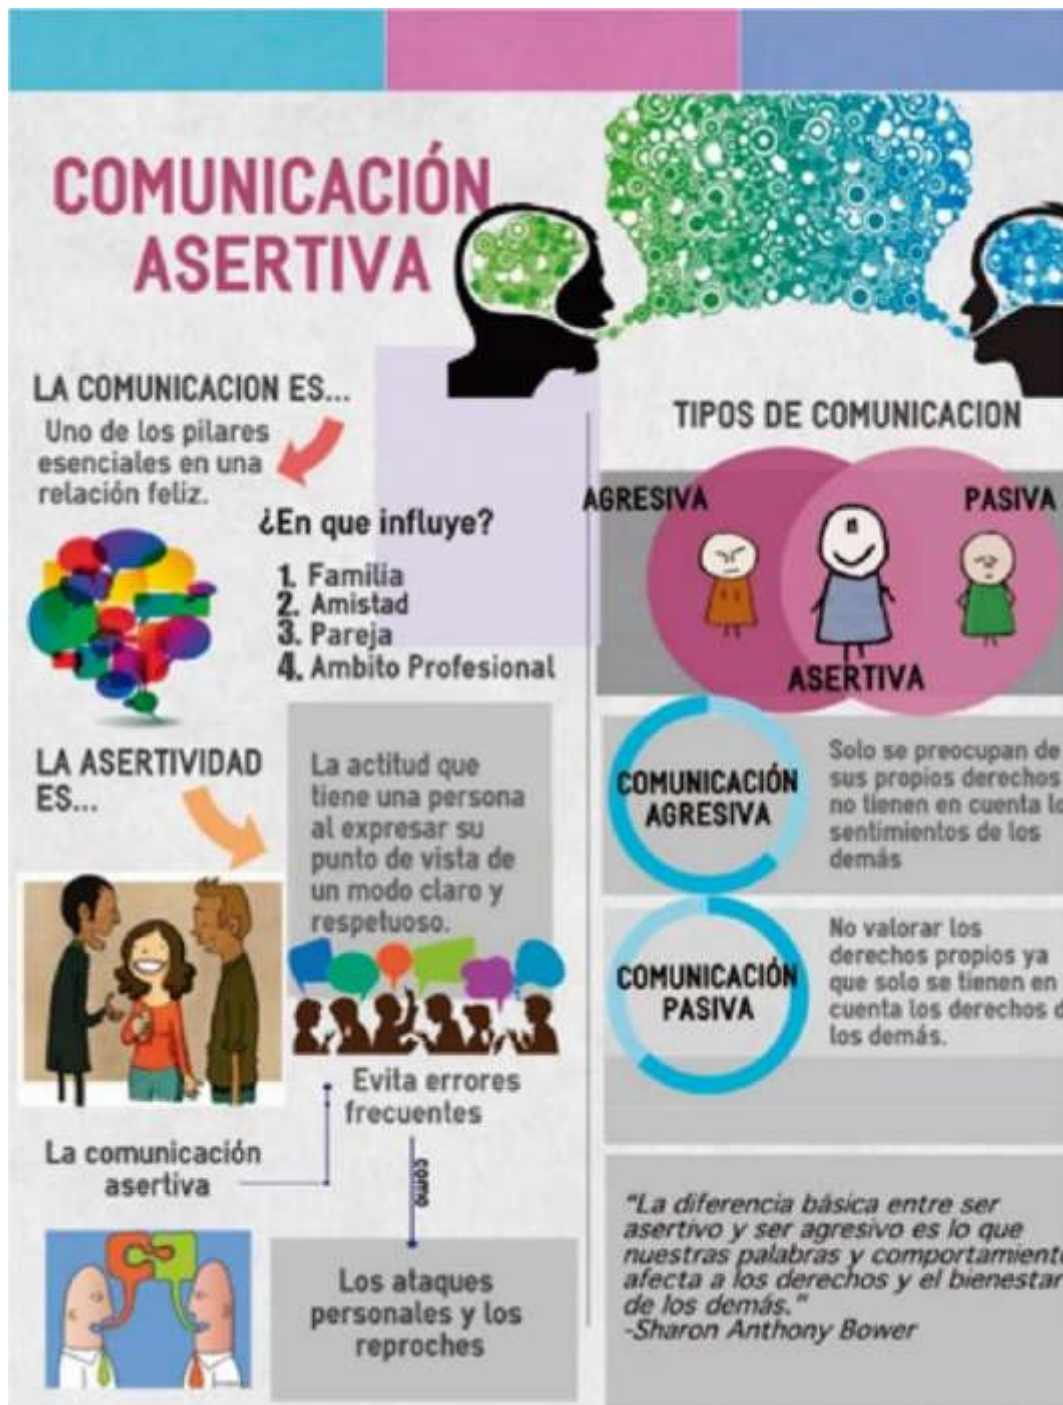 COMUNICACIÓN
ASERTIVA
LA COMUNICACION ES...
Uno de los pilares
esenciales en una
relación feliz.
¿En que influye?
1. Familia
2. Amistad
3. Pareja
4. Ambito Profesional
LA ASERTIVIDAD
ES...
La actitud que
tiene una persona
al expresar su
punto de vista de
un modo claro y
respetuoso.
La comunicación
asertiva
Evita errores
frecuentes
como
Los ataques
personales y los
reproches
TIPOS DE COMUNICACION
AGRESIVA
PASIVA
ASERTIVA
COMUNICACIÓN
AGRESIVA
Solo se preocupan de
sus propios derechos
no tienen en cuenta
sentimientos de los
demás
COMUNICACIÓN
PASIVA
No valorar los
derechos propios ya
que solo se tienen en
cuenta los derechos
los demás.
"La diferencia básica entre ser
asertivo y ser agresivo es lo que
nuestras palabras y
afecta a los derechos y el bienestar
de los demás."
-Sharon Anthony Bower